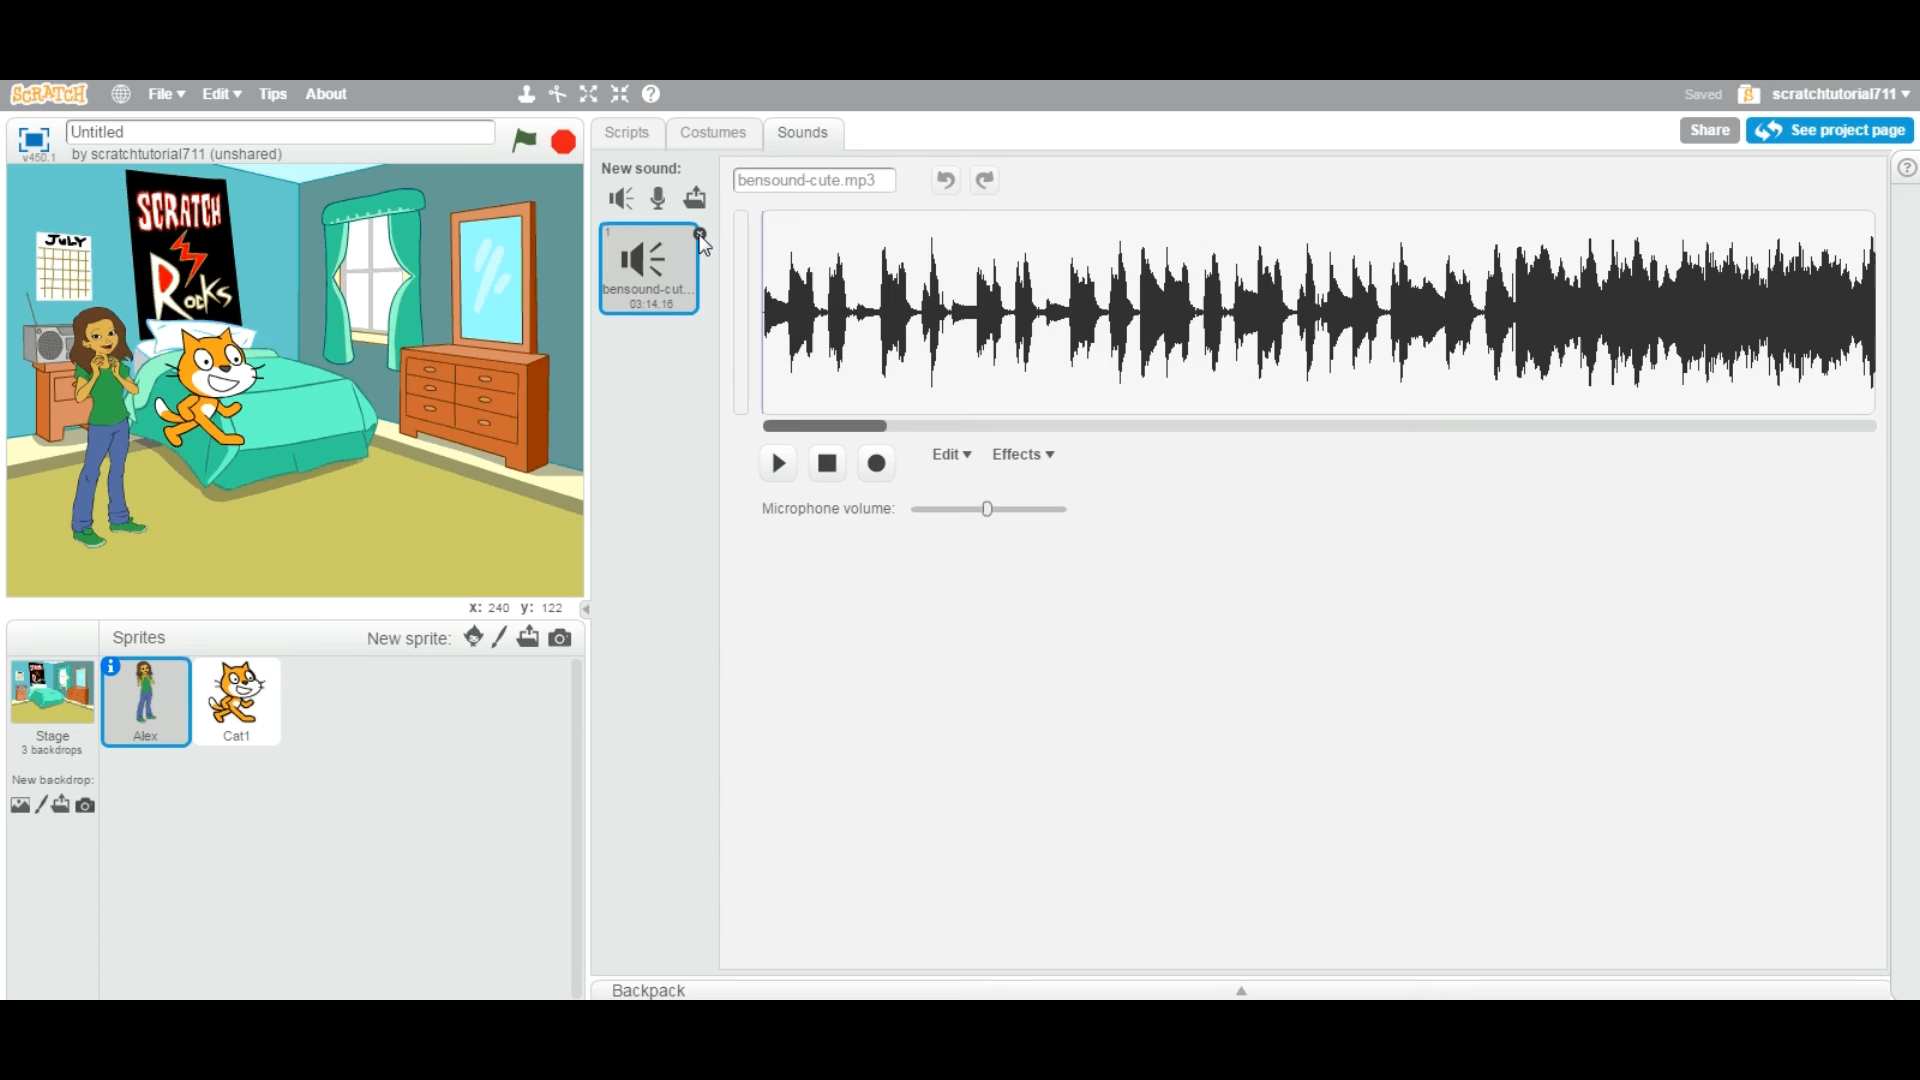 SCRATCH File Edit Tips About Saved scratchtutorial711
Untitled
v450.1 by scratchtutorial711 (unshared)
Scripts Costumes Sounds Share See project page
New sound:
bensound-cute.mp3
1
bensound-cut...
03:14.16
JULY
SCRATCH
Rocks
Edit Effects
Microphone volume:
x: 240 y: 122
Sprites New sprite:
Stage
3 backdrops
Alex
Cat1
New backdrop:
Backpack